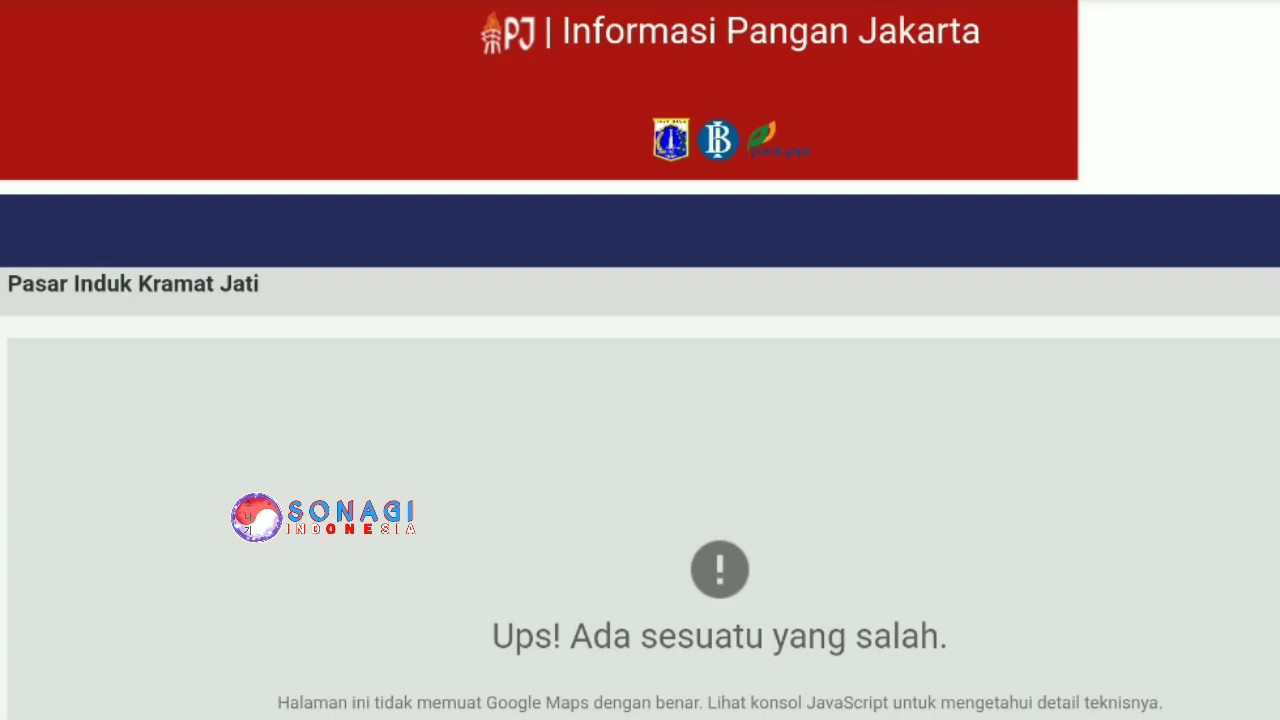 PJ | Informasi Pangan Jakarta
Pasar Induk Kramat Jati
SONAGI
INDONESIA
Ups! Ada sesuatu yang salah.
Halaman ini tidak memuat Google Maps dengan benar. Lihat konsol JavaScript untuk mengetahui detail teknisnya.